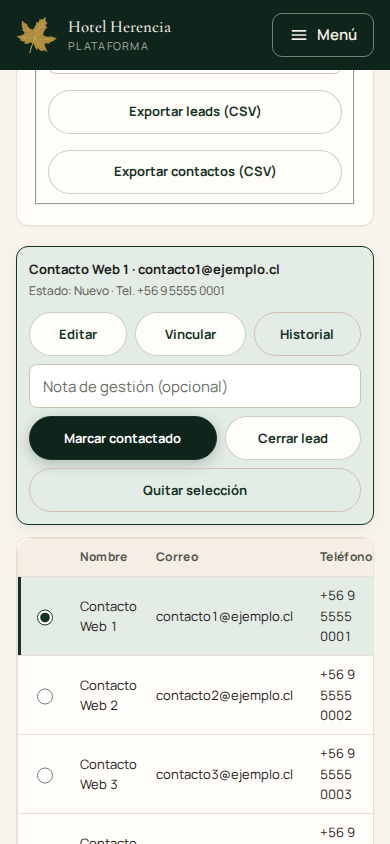 Hotel Herencia
PLATAFORMA
Menú
Exportar leads (CSV)
Exportar contactos (CSV)
Contacto Web 1 · contacto1@ejemplo.cl
Estado: Nuevo · Tel. +56 9 5555 0001
Editar
Vincular
Historial
Nota de gestión (opcional)
Marcar contactado
Cerrar lead
Quitar selección
Nombre Correo Teléfono
Contacto
Web 1
contacto1@ejemplo.cl
+56 9
5555
0001
Contacto
Web 2
contacto2@ejemplo.cl
+56 9
5555
0002
Contacto
Web 3
contacto3@ejemplo.cl
+56 9
5555
0003
Contacto
+56 9
5555